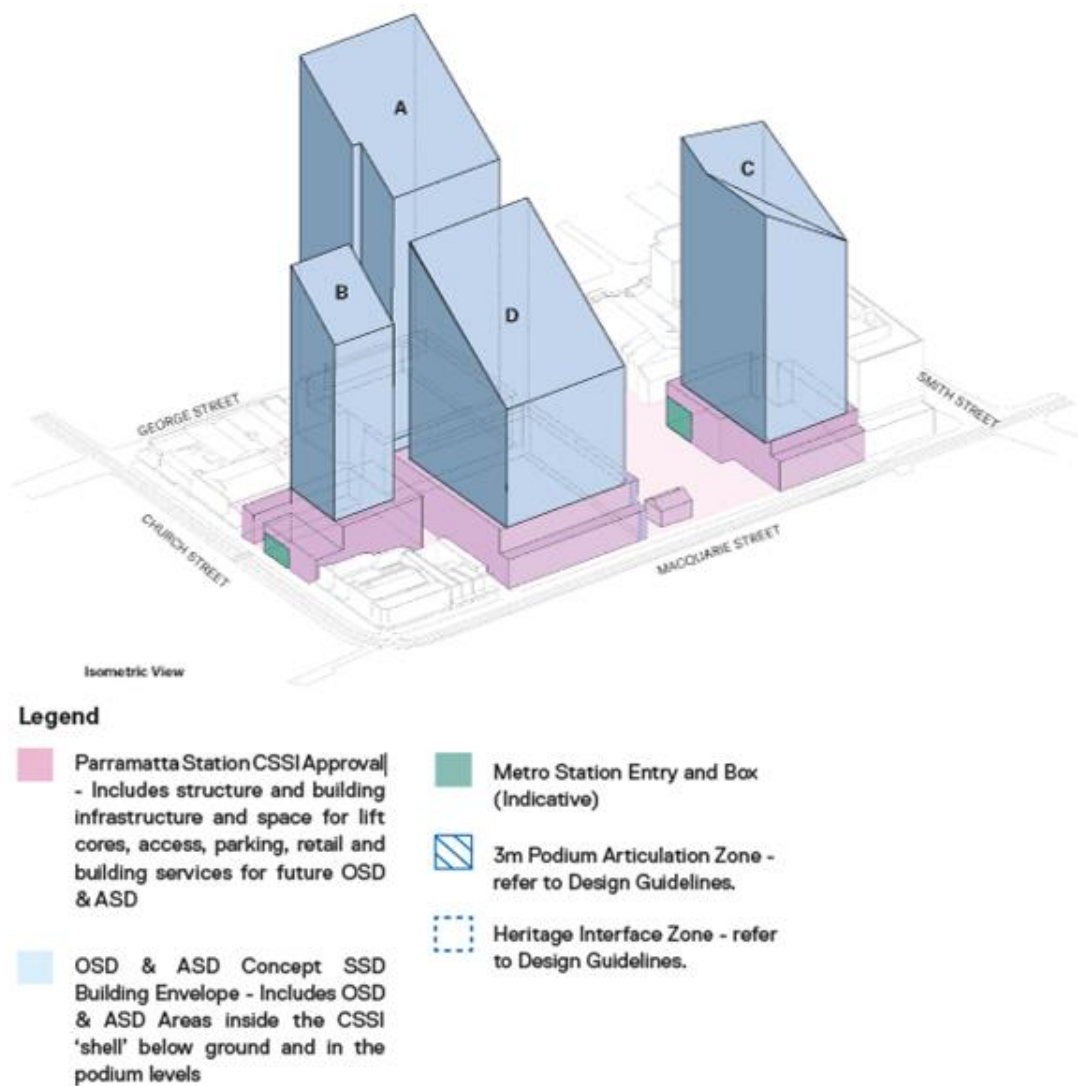 A
C
B
D
GEORGE STREET
SMITH STREET
CHURCH STREET
MACQUARIE STREET
Isometric View
Legend
Parramatta Station CSSI Approval
- Includes structure and building
infrastructure and space for lift
cores, access, parking, retail and
building services for future OSD
& ASD
OSD & ASD Concept SSD
Building Envelope - Includes OSD
& ASD Areas inside the CSSI
'shell' below ground and in the
podium levels
Metro Station Entry and Box
(Indicative)
3m Podium Articulation Zone -
refer to Design Guidelines.
Heritage Interface Zone - refer
to Design Guidelines.